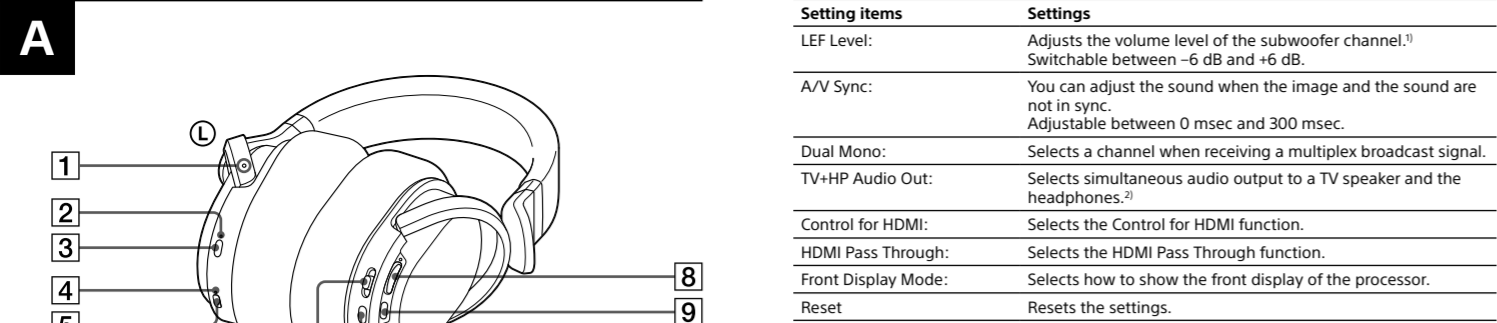 A
L
1
2
3
4
5
8
9
Setting items Settings
LEF Level: Adjusts the volume level of the subwoofer channel.1)
Switchable between –6 dB and +6 dB.
A/V Sync: You can adjust the sound when the image and the sound are
not in sync.
Adjustable between 0 msec and 300 msec.
Dual Mono: Selects a channel when receiving a multiplex broadcast signal.
TV+HP Audio Out: Selects simultaneous audio output to a TV speaker and the
headphones.2)
Control for HDMI: Selects the Control for HDMI function.
HDMI Pass Through: Selects the HDMI Pass Through function.
Front Display Mode: Selects how to show the front display of the processor.
Reset Resets the settings.